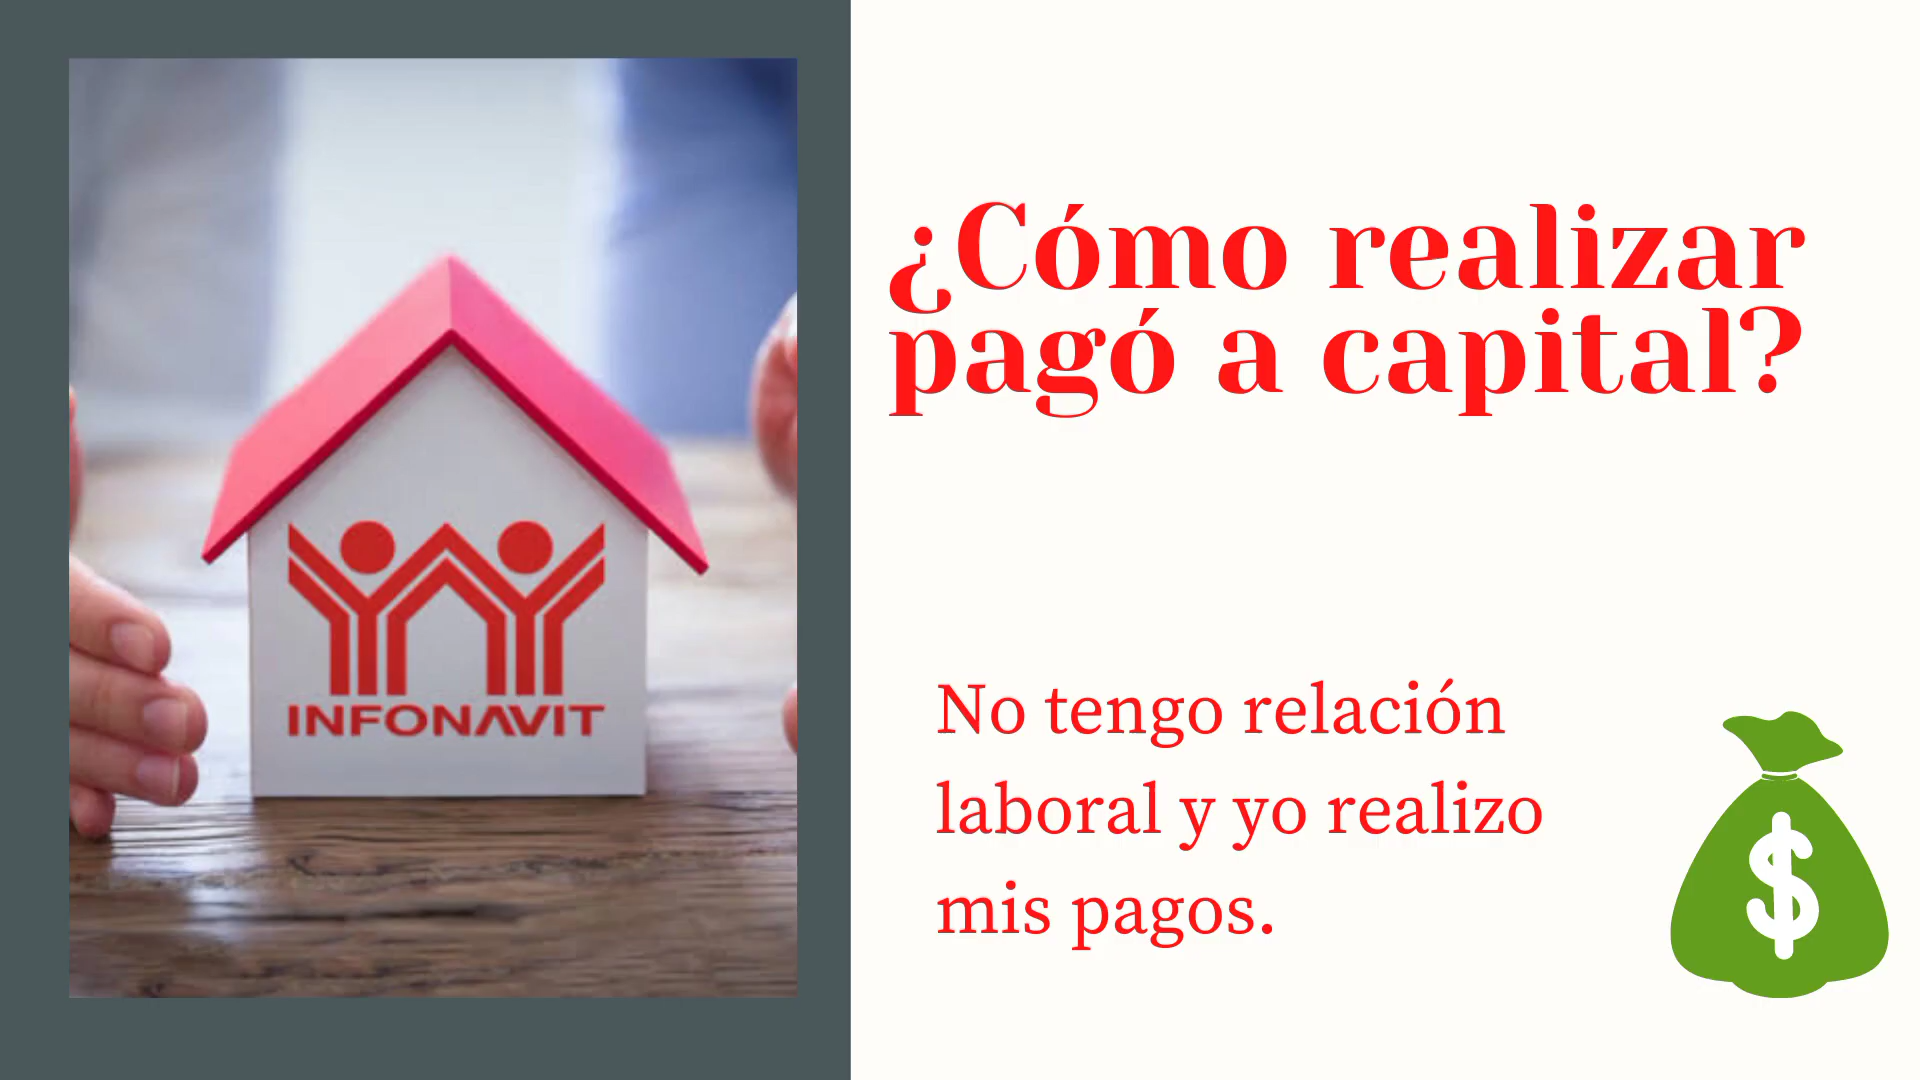 ¿Cómo realizar
pagó a capital?
INFONAVIT
No tengo relación
laboral y yo realizo
mis pagos.
$